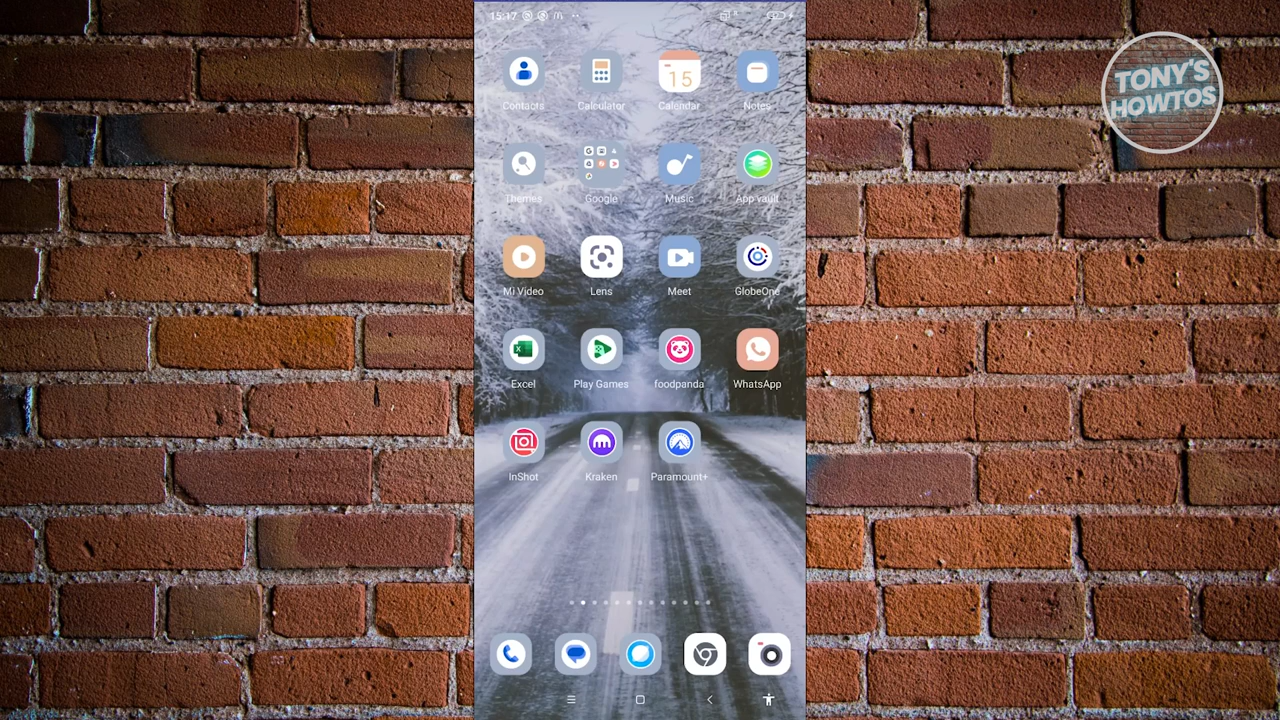 15:17
TONY'S
HOWTOS
15
Contacts
Calculator
Calendar
Notes
Themes
Google
Music
App vault
Mi Video
Lens
Meet
GlobeOne
Excel
Play Games
foodpanda
WhatsApp
InShot
Kraken
Paramount+